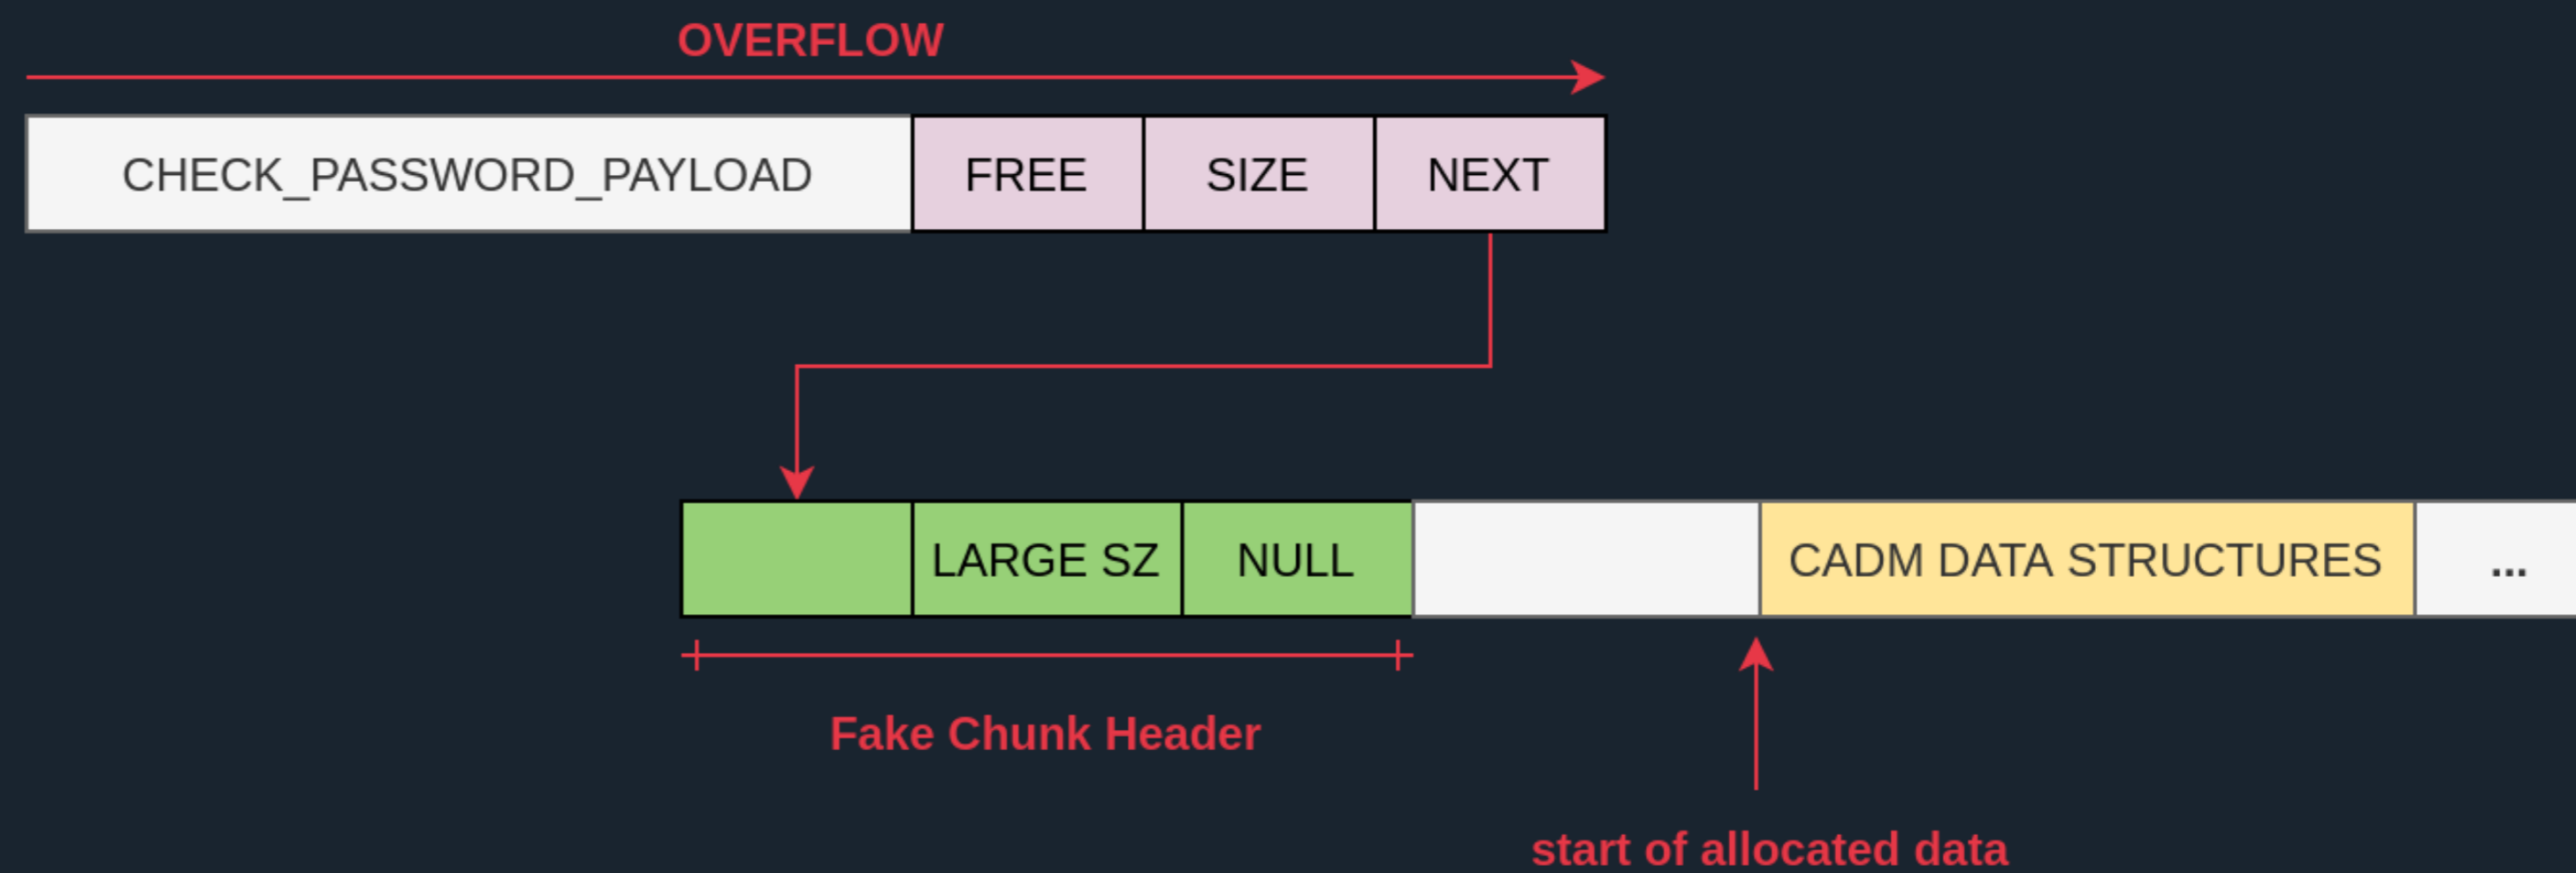 OVERFLOW
CHECK_PASSWORD_PAYLOAD FREE SIZE NEXT
LARGE SZ NULL CADM DATA STRUCTURES ...
Fake Chunk Header
start of allocated data